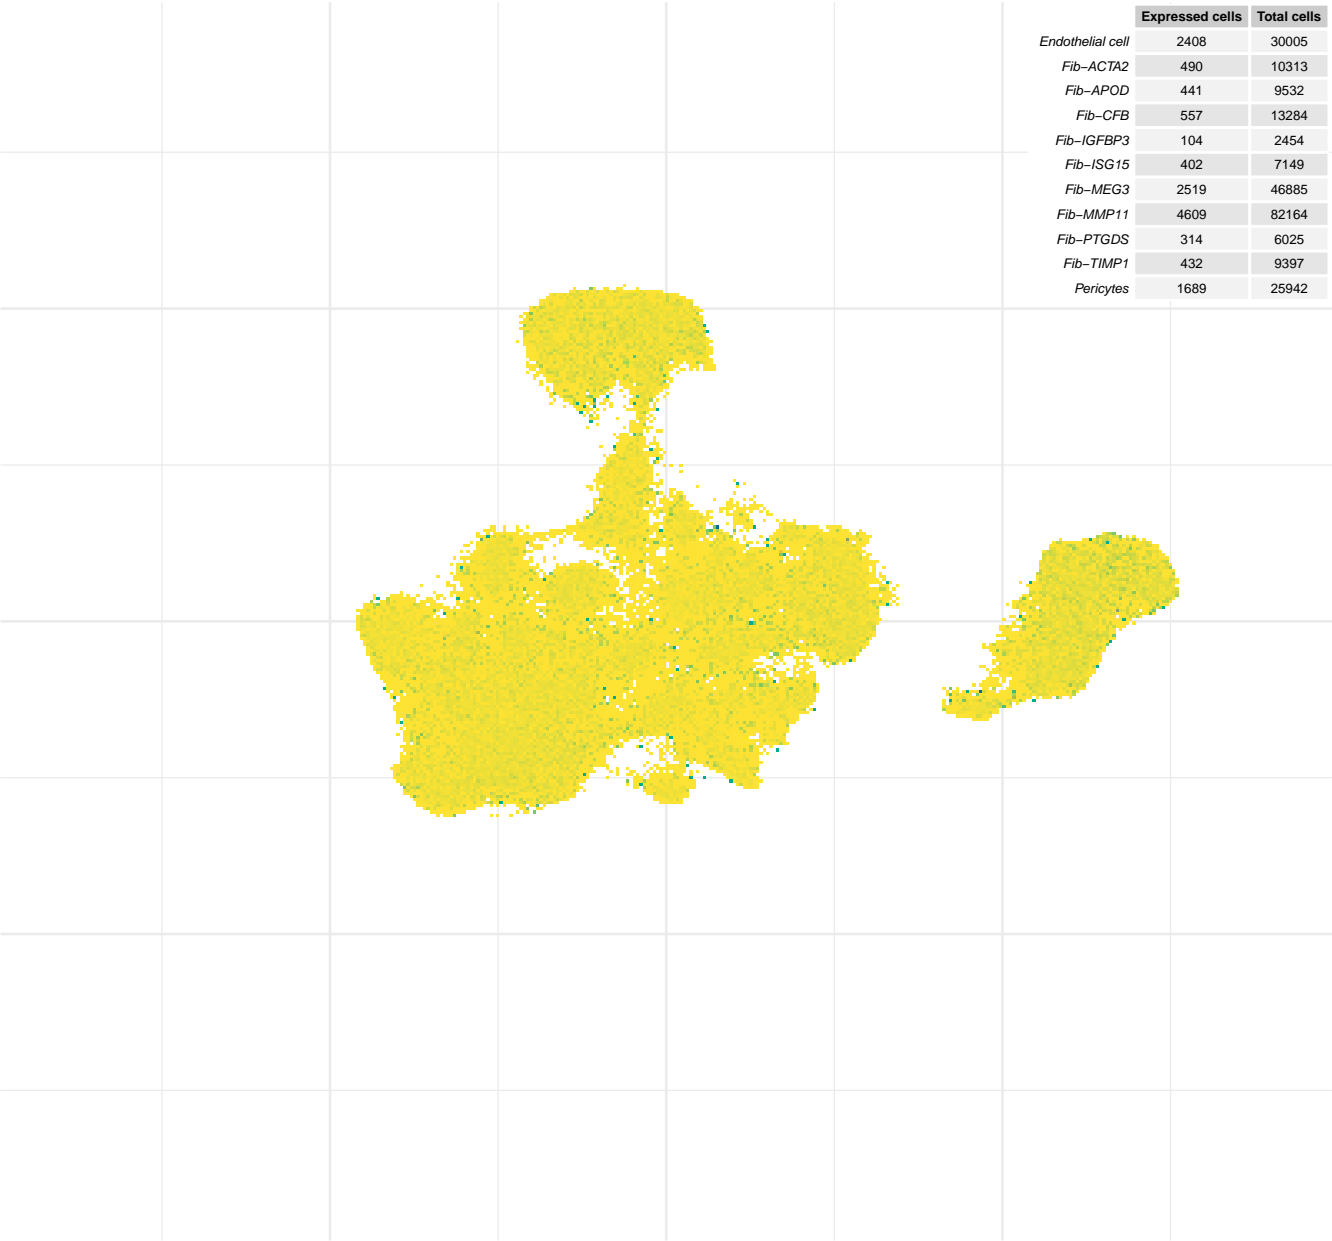 Expressed cells Total cells
Endothelial cell 2408 30005
Fib−ACTA2 490 10313
Fib−APOD 441 9532
Fib−CFB 557 13284
Fib−IGFBP3 104 2454
Fib−ISG15 402 7149
Fib−MEG3 2519 46885
Fib−MMP11 4609 82164
Fib−PTGDS 314 6025
Fib−TIMP1 432 9397
Pericytes 1689 25942